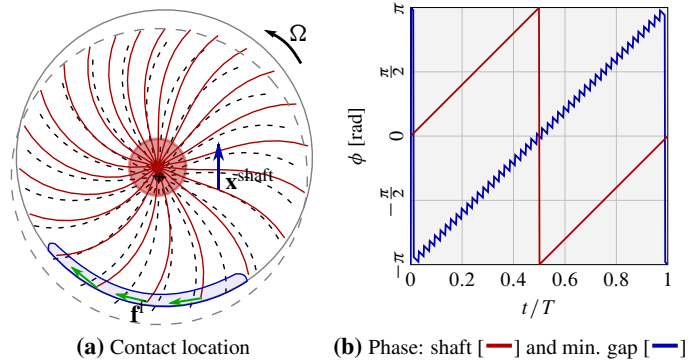 Ω
x^shaft
f^f
(a) Contact location
π
π/2
0
−π/2
−π
ϕ [rad]
0 0.2 0.4 0.6 0.8 1
t/T
(b) Phase: shaft [ ] and min. gap [ ]